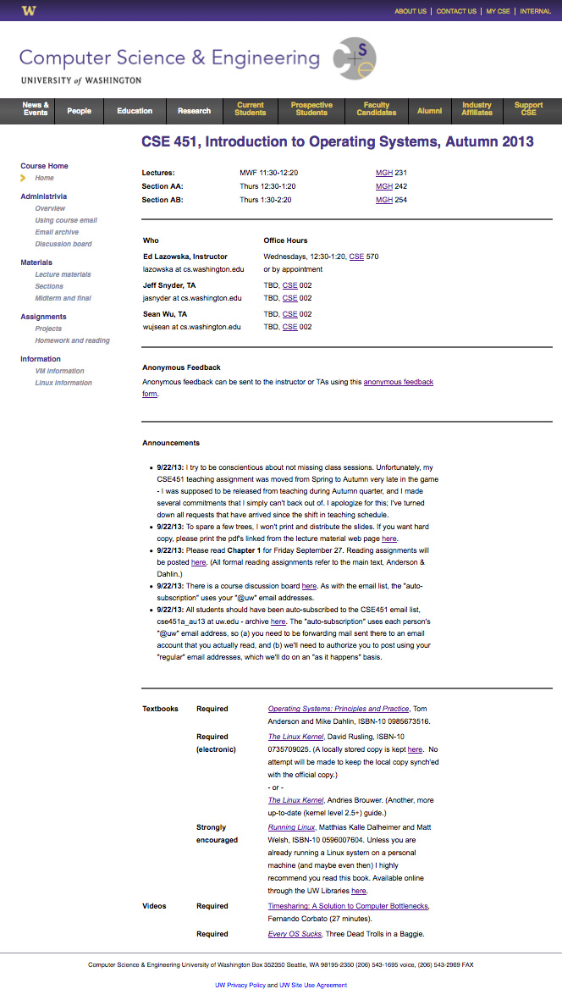 W
ABOUT US | CONTACT US | MY CSE | INTERNAL
Computer Science & Engineering
CSE
UNIVERSITY of WASHINGTON
News & Events
People
Education
Research
Current Students
Prospective Students
Faculty Candidates
Alumni
Industry Affiliates
Support CSE
CSE 451, Introduction to Operating Systems, Autumn 2013
Course Home
Home
Administrivia
Overview
Using course email
Email archive
Discussion board
Materials
Lecture materials
Sections
Midterm and final
Assignments
Projects
Homework and reading
Information
VM information
Linux information
Lectures: MWF 11:30-12:20 MGH 231
Section AA: Thurs 12:30-1:20 MGH 242
Section AB: Thurs 1:30-2:20 MGH 254
Who Office Hours
Ed Lazowska, Instructor Wednesdays, 12:30-1:20, CSE 570
lazowska at cs.washington.edu or by appointment
Jeff Snyder, TA TBD, CSE 002
jasnyder at cs.washington.edu TBD, CSE 002
Sean Wu, TA TBD, CSE 002
wujsean at cs.washington.edu TBD, CSE 002
Anonymous Feedback
Anonymous feedback can be sent to the instructor or TAs using this anonymous feedback
form.
Announcements
• 9/22/13: I try to be conscientious about not missing class sessions. Unfortunately, my
CSE451 teaching assignment was moved from Spring to Autumn very late in the game
- I was supposed to be released from teaching during Autumn quarter, and I made
several commitments that I simply can't back out of. I apologize for this; I've turned
down all requests that have arrived since the shift in teaching schedule.
• 9/22/13: To spare a few trees, I won't print and distribute the slides. If you want hard
copy, please print the pdf's linked from the lecture material web page here.
• 9/22/13: Please read Chapter 1 for Friday September 27. Reading assignments will
be posted here. (All formal reading assignments refer to the main text, Anderson &
Dahlin.)
• 9/22/13: There is a course discussion board here. As with the email list, the "auto-
subscription" uses your "@uw" email addresses.
• 9/22/13: All students should have been auto-subscribed to the CSE451 email list,
cse451a_au13 at uw.edu - archive here. The "auto-subscription" uses each person's
"@uw" email address, so (a) you need to be forwarding mail sent there to an email
account that you actually read, and (b) we'll need to authorize you to post using your
"regular" email addresses, which we'll do on an "as it happens" basis.
Textbooks Required Operating Systems: Principles and Practice, Tom
Anderson and Mike Dahlin, ISBN-10 0985673516.
Required The Linux Kernel, David Rusling, ISBN-10
(electronic) 0735709025. (A locally stored copy is kept here. No
attempt will be made to keep the local copy synch'ed
with the official copy.)
- or -
The Linux Kernel, Andries Brouwer. (Another, more
up-to-date (kernel level 2.5+) guide.)
Strongly Running Linux, Matthias Kalle Dalheimer and Matt
encouraged Welsh, ISBN-10 0596007604. Unless you are
already running a Linux system on a personal
machine (and maybe even then) I highly
recommend you read this book. Available online
through the UW Libraries here.
Videos Required Timesharing: A Solution to Computer Bottlenecks,
Fernando Corbato (27 minutes).
Required Every OS Sucks, Three Dead Trolls in a Baggie.
Computer Science & Engineering University of Washington Box 352350 Seattle, WA 98195-2350 (206) 543-1695 voice, (206) 543-2969 FAX
UW Privacy Policy and UW Site Use Agreement